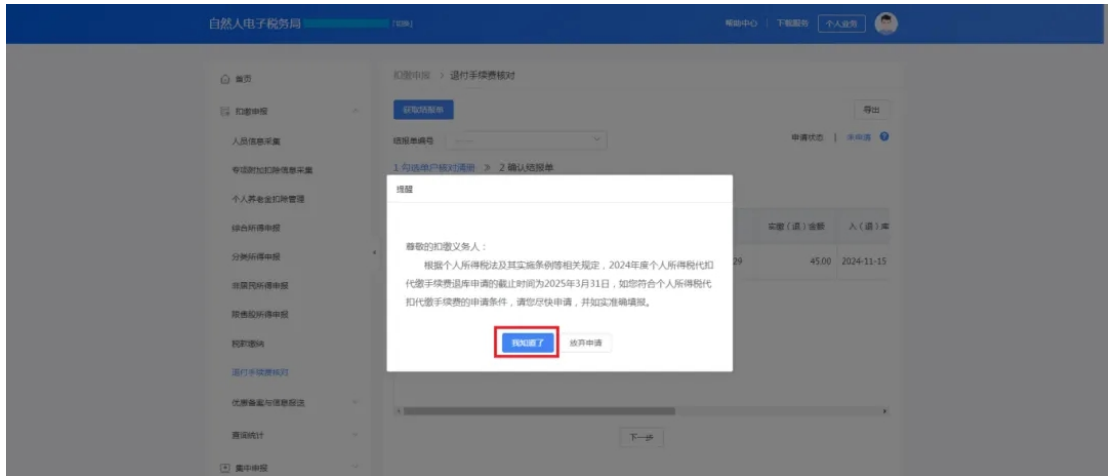 自然人电子税务局
帮助中心 | 下载服务 个人业务
首页
扣缴申报
人员信息采集
专项附加扣除信息采集
个人养老金扣除管理
综合所得申报
分类所得申报
非居民所得申报
限售股所得申报
税款缴纳
退付手续费核对
优惠备案与信息报送
查询统计
集中申报
扣缴申报 > 退付手续费核对
获取结报单
导出
结报单编号
申请状态 | 未申请
1 勾选单户核对清册 > 2 确认结报单
实缴（退）金额 入（退）库
29 45.00 2024-11-15
提醒
尊敬的扣缴义务人：
根据个人所得税法及其实施条例等相关规定，2024年度个人所得税代扣
代缴手续费退库申请的截止时间为2025年3月31日，如您符合个人所得税代
扣代缴手续费的申请条件，请您尽快申请，并如实准确填报。
我知道了 放弃申请
下一步